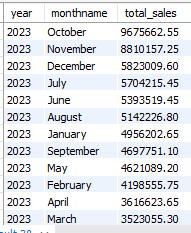 year monthname total_sales
2023 October 9675662.55
2023 November 8810157.25
2023 December 5823009.60
2023 July 5704215.45
2023 June 5393519.45
2023 August 5142226.80
2023 January 4956202.65
2023 September 4697751.10
2023 May 4621089.20
2023 February 4198555.75
2023 April 3616623.65
2023 March 3523055.30